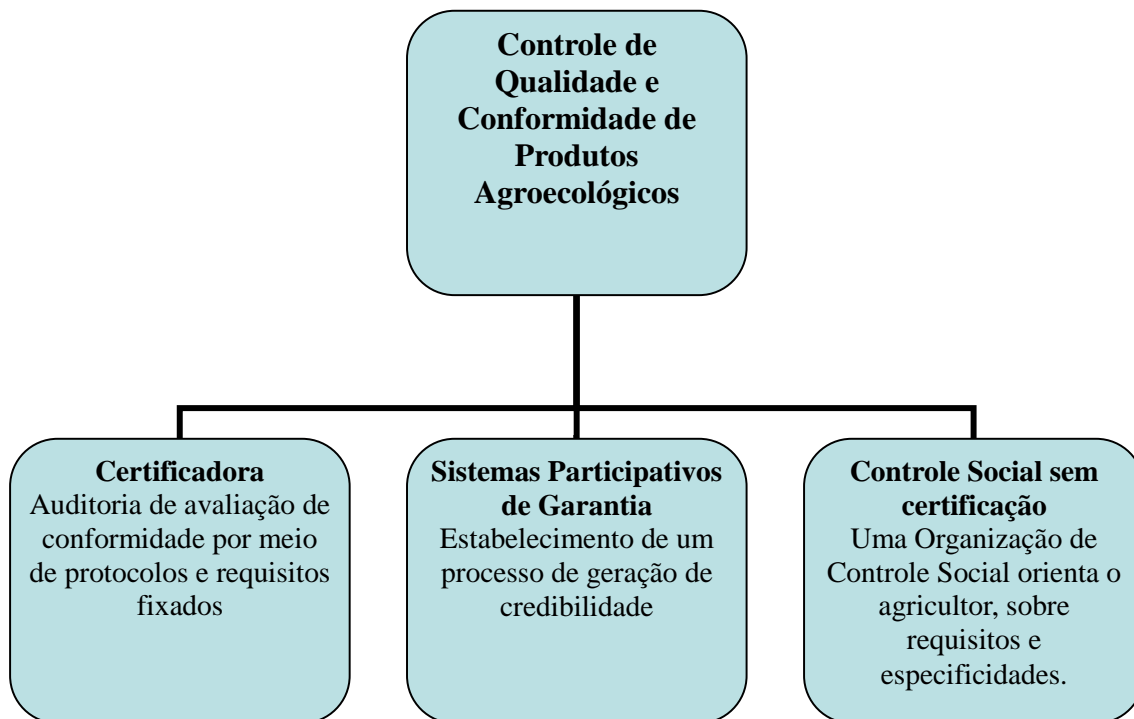 Controle de
Qualidade e
Conformidade de
Produtos
Agroecológicos
Certificadora
Auditoria de avaliação de
conformidade por meio
de protocolos e requisitos
fixados
Sistemas Participativos
de Garantia
Estabelecimento de um
processo de geração de
credibilidade
Controle Social sem
certificação
Uma Organização de
Controle Social orienta o
agricultor, sobre
requisitos e
especificidades.